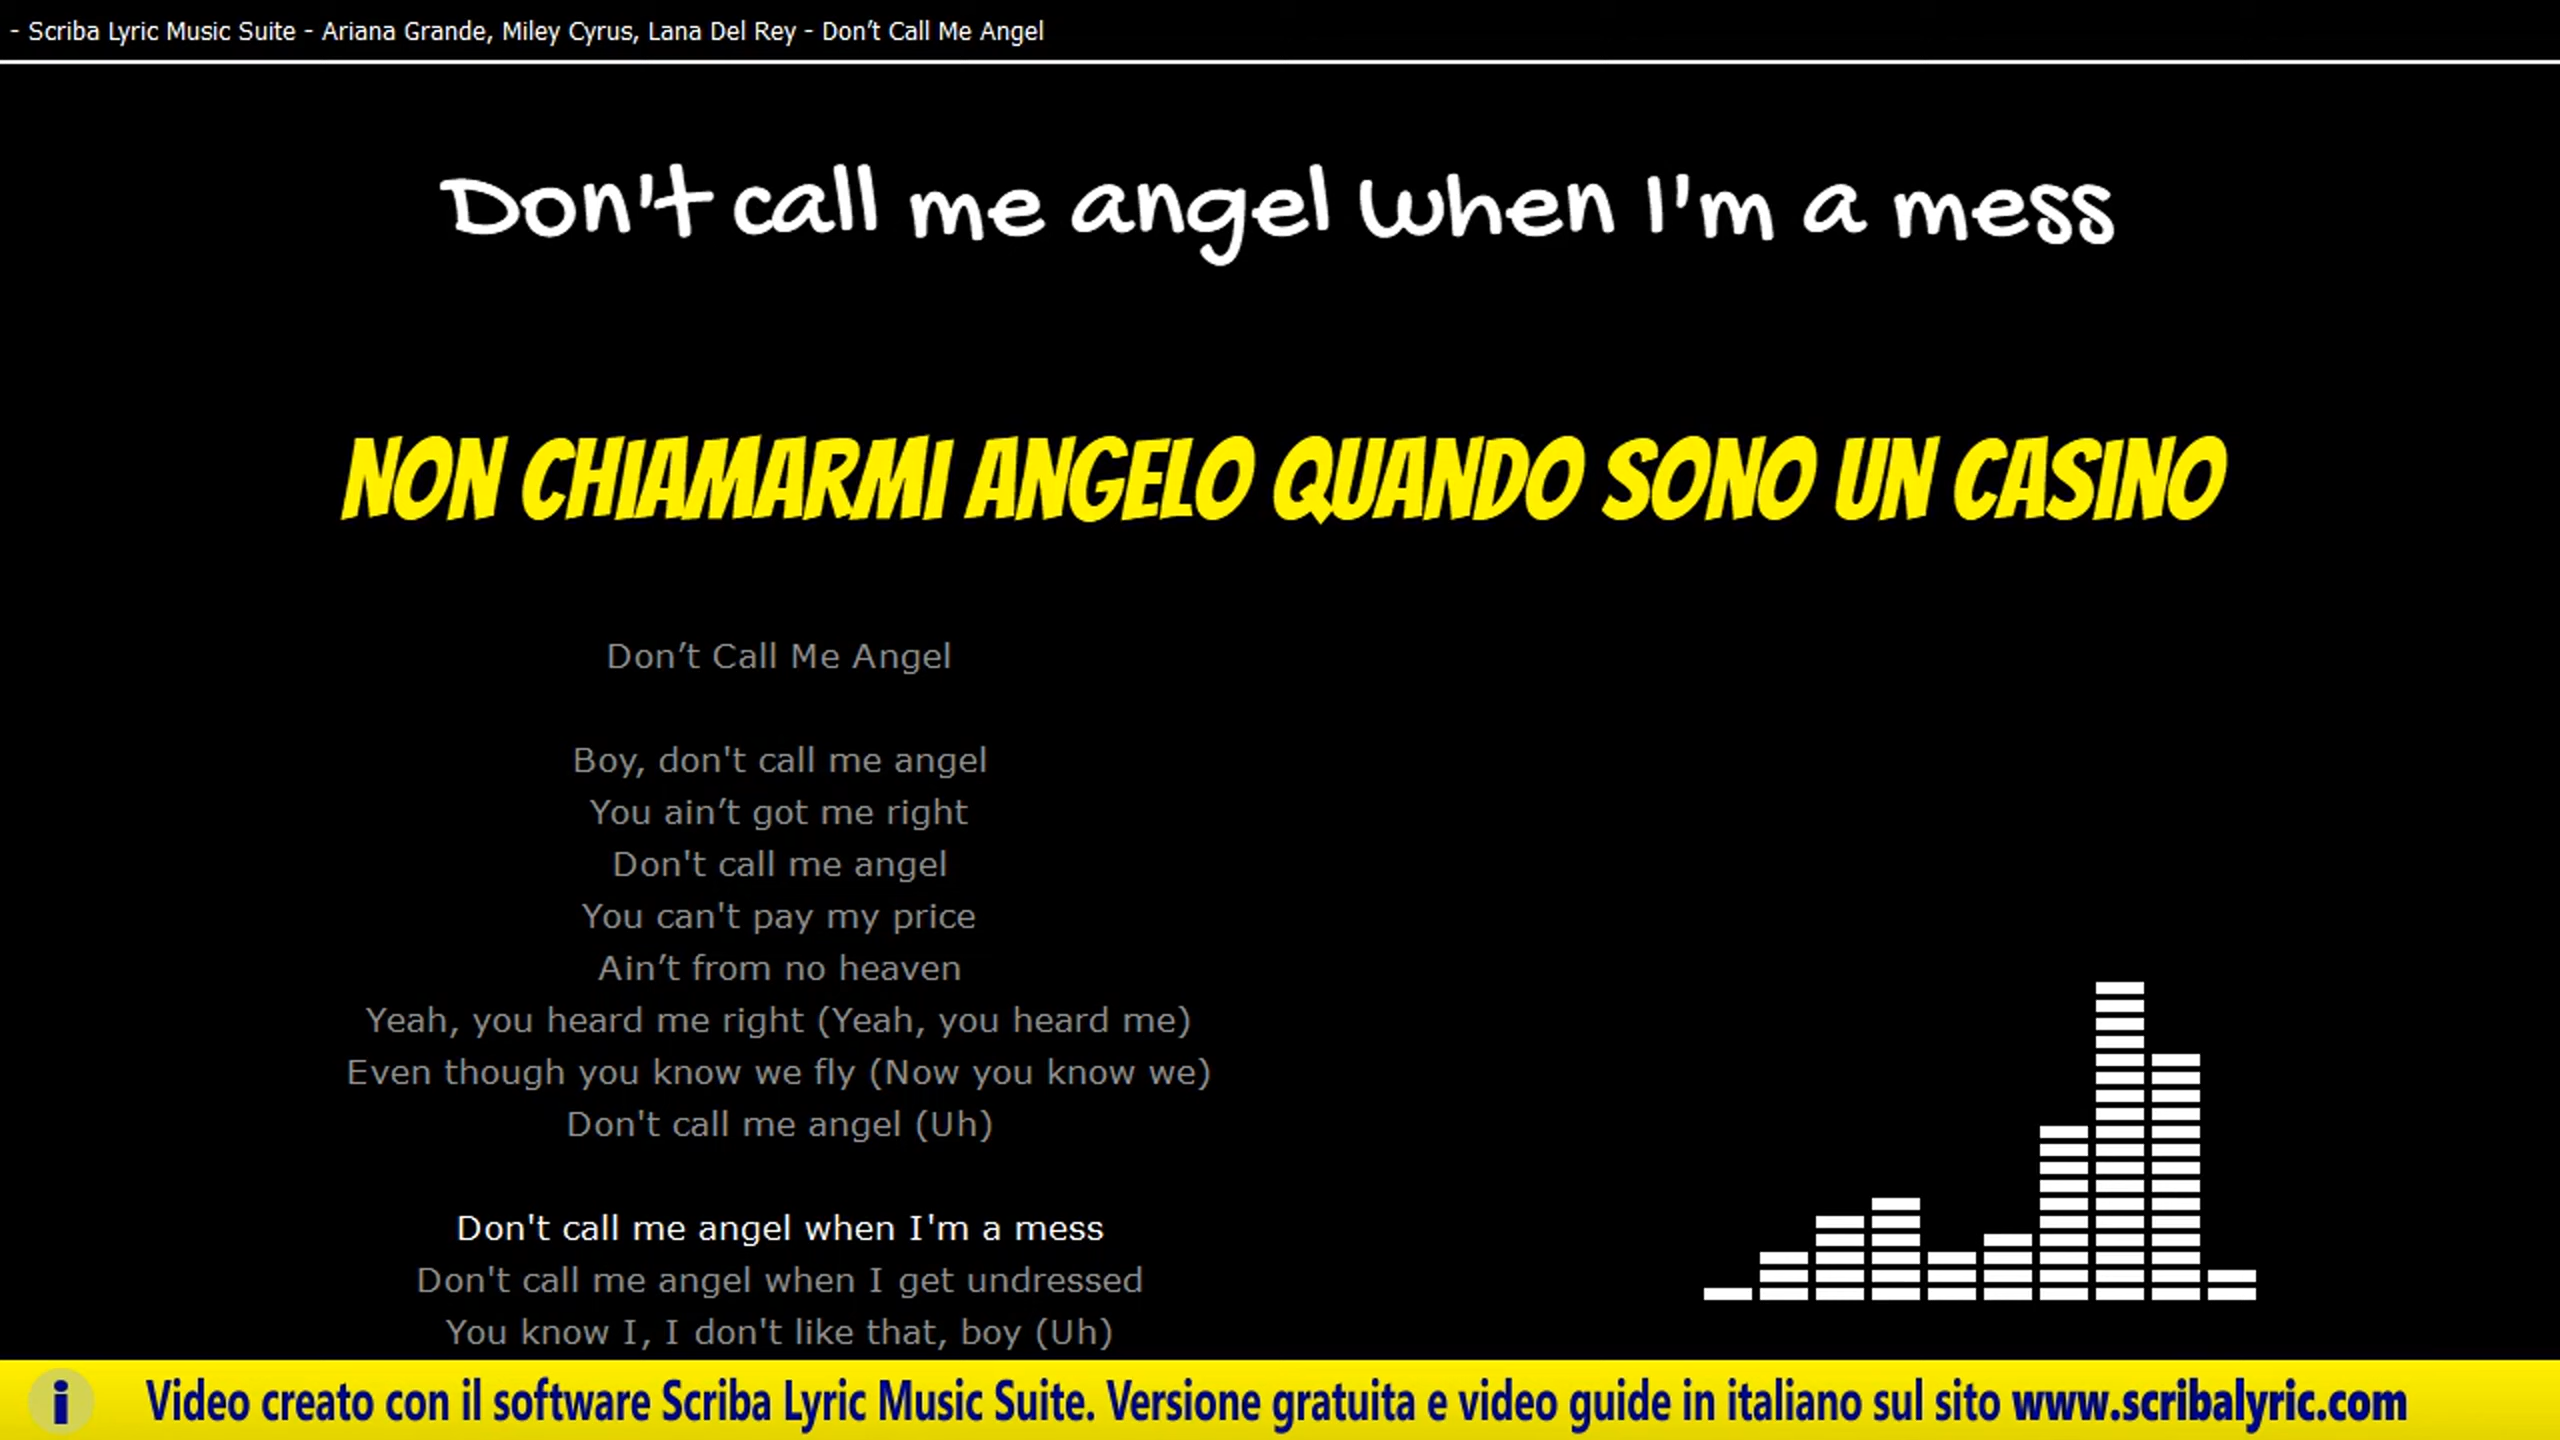 - Scriba Lyric Music Suite - Ariana Grande, Miley Cyrus, Lana Del Rey - Don’t Call Me Angel
Don't call me angel when I'm a mess
NON CHIAMARMI ANGELO QUANDO SONO UN CASINO
Don’t Call Me Angel
Boy, don't call me angel
You ain’t got me right
Don't call me angel
You can't pay my price
Ain’t from no heaven
Yeah, you heard me right (Yeah, you heard me)
Even though you know we fly (Now you know we)
Don't call me angel (Uh)
Don't call me angel when I'm a mess
Don't call me angel when I get undressed
You know I, I don't like that, boy (Uh)
i Video creato con il software Scriba Lyric Music Suite. Versione gratuita e video guide in italiano sul sito www.scribalyric.com